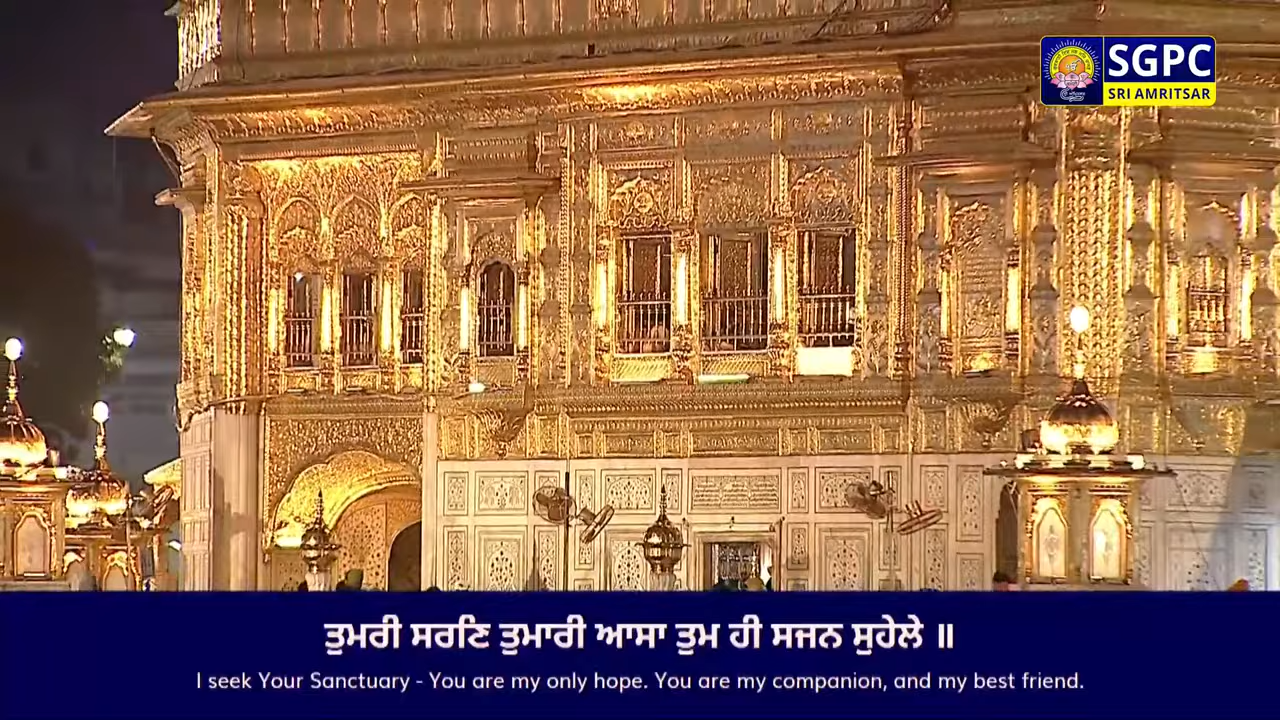 SGPC
SRI AMRITSAR
ਤੁਮਰੀ ਸਰਣਿ ਤੁਮਾਰੀ ਆਸਾ ਤੁਮ ਹੀ ਸਜਨ ਸੁਹੇਲੇ ॥
I seek Your Sanctuary - You are my only hope. You are my companion, and my best friend.